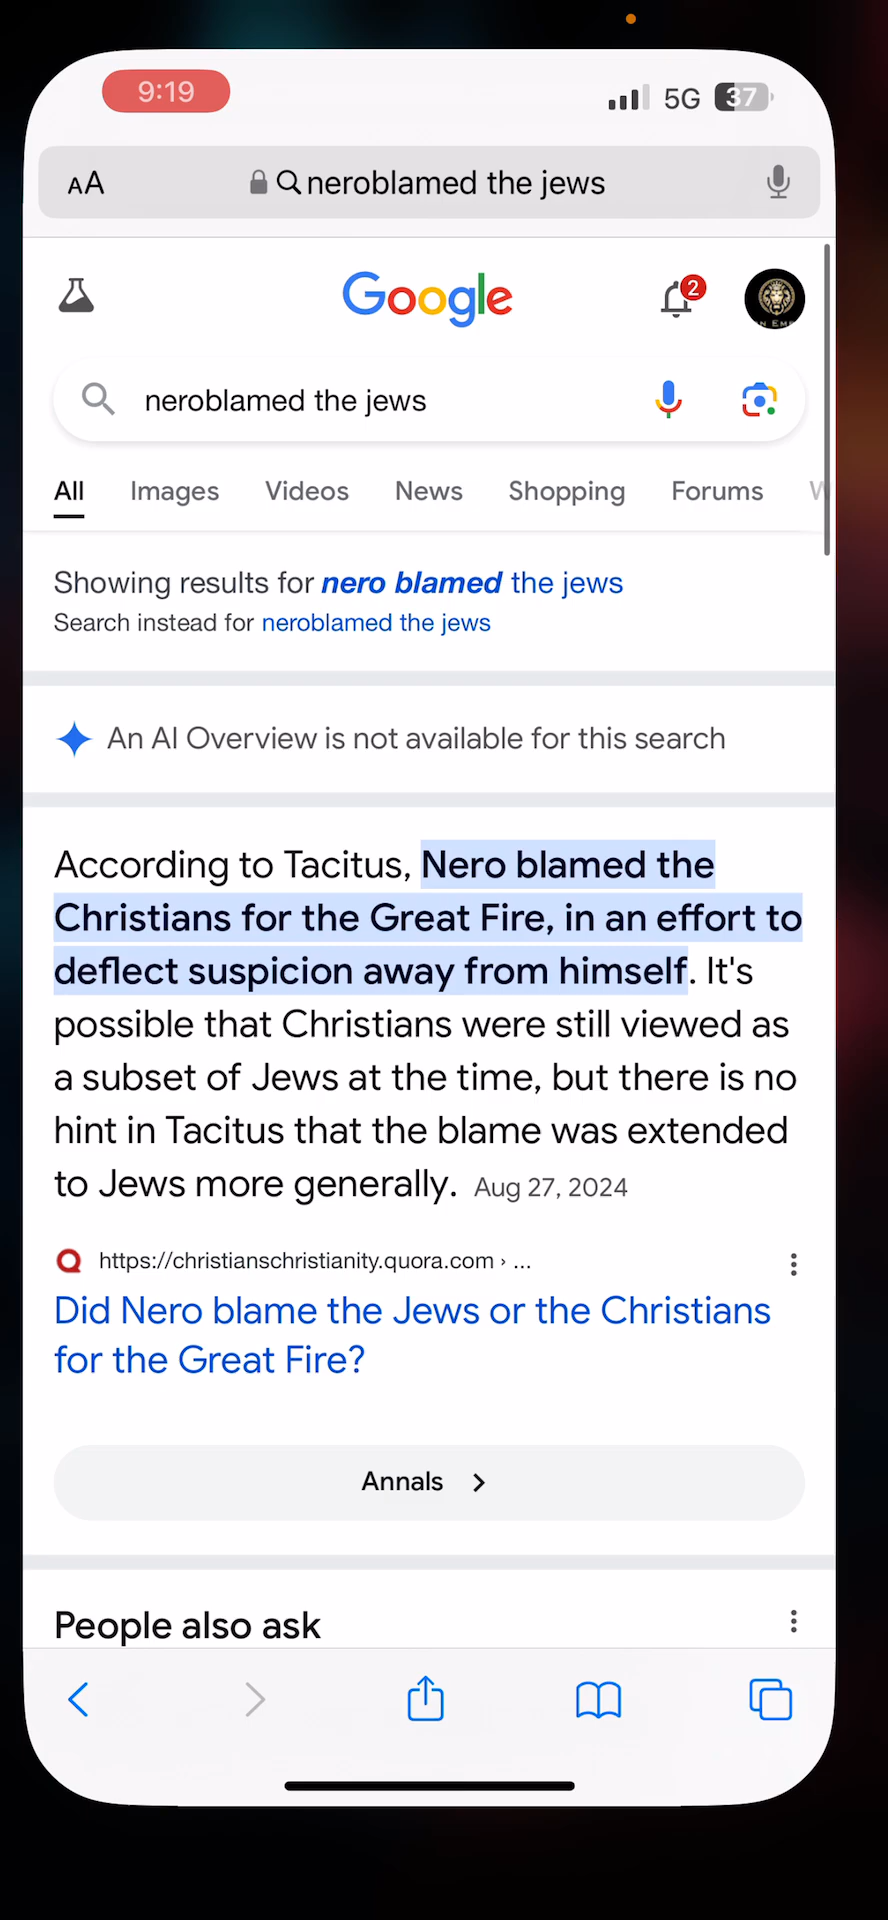 9:19
5G
37
AA
neroblamed the jews
Google
2
neroblamed the jews
All Images Videos News Shopping Forums W
Showing results for nero blamed the jews
Search instead for neroblamed the jews
An AI Overview is not available for this search
According to Tacitus, Nero blamed the
Christians for the Great Fire, in an effort to
deflect suspicion away from himself. It's
possible that Christians were still viewed as
a subset of Jews at the time, but there is no
hint in Tacitus that the blame was extended
to Jews more generally. Aug 27, 2024
https://christianschristianity.quora.com › ...
Did Nero blame the Jews or the Christians
for the Great Fire?
Annals
People also ask